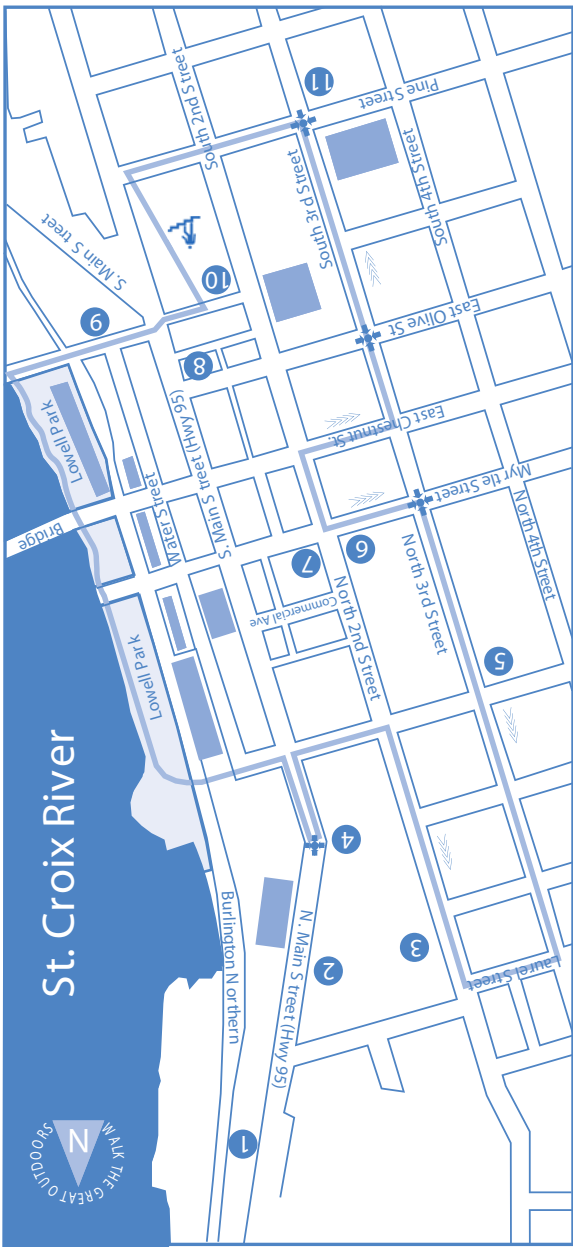 11
Pine Street
South 2nd Street
South 3rd Street
South 4th Street
10
S. Main S treet
9
East Olive St
8
Lowell Park
S. Main S treet (Hwy 95)
East Chestnut St.
Bridge
Water Street
Myrtle Street
North 4th Street
7
6
Commercial Ave
North 3rd Street
North 2nd Street
5
Lowell Park
St. Croix River
4
3
2
Laurel Street
Burlington N orthern
N . Main S treet (Hwy 95)
1
N
WALK THE GREAT OUTDOORS